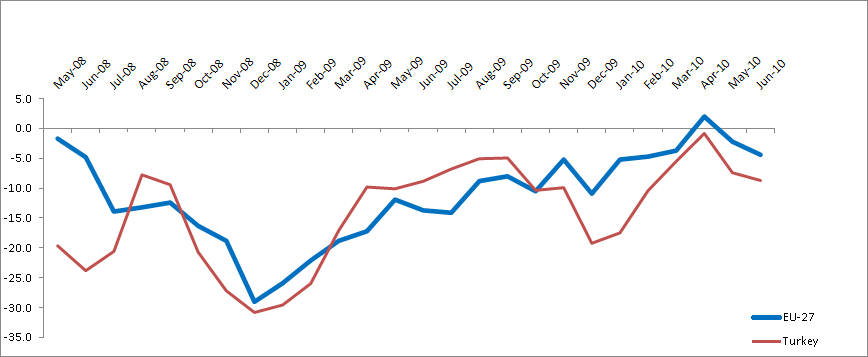 May-08
Jun-08
Jul-08
Aug-08
Sep-08
Oct-08
Nov-08
Dec-08
Jan-09
Feb-09
Mar-09
Apr-09
May-09
Jun-09
Jul-09
Aug-09
Sep-09
Oct-09
Nov-09
Dec-09
Jan-10
Feb-10
Mar-10
Apr-10
May-10
Jun-10
5.0
0.0
-5.0
-10.0
-15.0
-20.0
-25.0
-30.0
-35.0
EU-27
Turkey